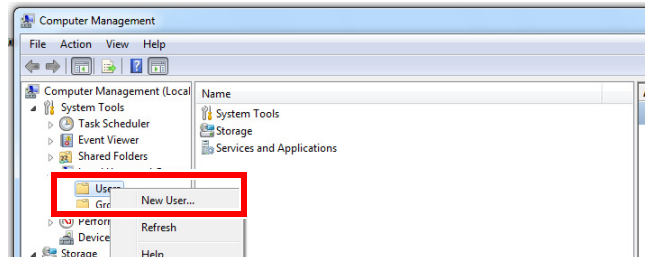 Computer Management
File Action View Help
Computer Management (Local
System Tools
Task Scheduler
Event Viewer
Shared Folders
Users
Storage
Name
System Tools
Storage
Services and Applications
New User...
Refresh
Help
Device